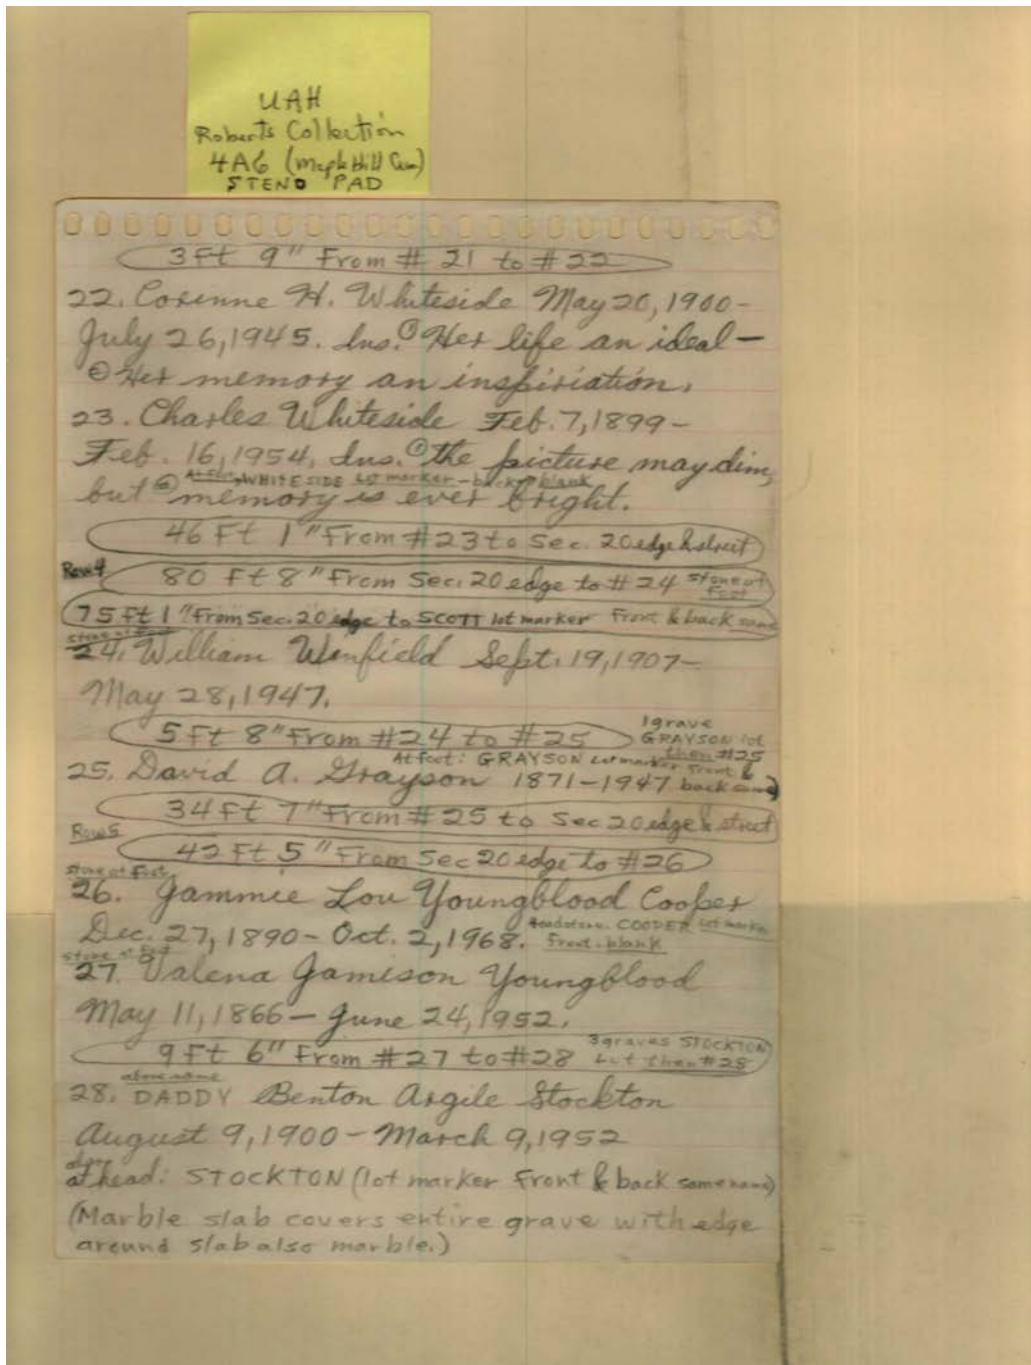 UAH
Roberts Collection
4A6 (Maple Hill Cem)
STENO PAD
3 Ft 9" From # 21 to # 22
22. Corinne H. Whiteside May 20, 1900-
July 26, 1945. Ins. ① Her life an ideal—
② Her memory an inspiriation.
23. Charles Whiteside Feb. 7, 1899-
Feb. 16, 1954, Ins. ① the picture may dim,
At foot, WHITESIDE Lot marker - back blank
but ② memory is ever bright.
46 Ft 1" From #23 to Sec. 20 edge & street
Row 4
80 Ft 8" From Sec. 20 edge to #24 stone at foot
75 Ft 1" From Sec. 20 edge to SCOTT lot marker Front & back same
stone at foot
24. William Winfield Sept. 19, 1907-
May 28, 1947.
5 Ft 8" From #24 to #25
1 grave
GRAYSON lot
then #25
At foot: GRAYSON Lot marker Front &
25. David A. Grayson 1871-1947 back same)
34 Ft 7" From #25 to Sec 20 edge & street
Row 5
42 Ft 5" From Sec 20 edge to #26
stone at foot
26. Jammie Lou Youngblood Cooper
Headstone. COOPER Lot marker
Dec. 27, 1890- Oct. 2, 1968. Front-blank
stone at foot
27. Valena Jamison Youngblood
May 11, 1866- June 24, 1952.
9 Ft 6" From #27 to #28 3 graves STOCKTON
Lot then #28
above name
28. DADDY Benton Argile Stockton
August 9, 1900 - March 9, 1952
at head: STOCKTON (lot marker Front & back same name)
(Marble slab covers entire grave with edge
around slab also marble.)